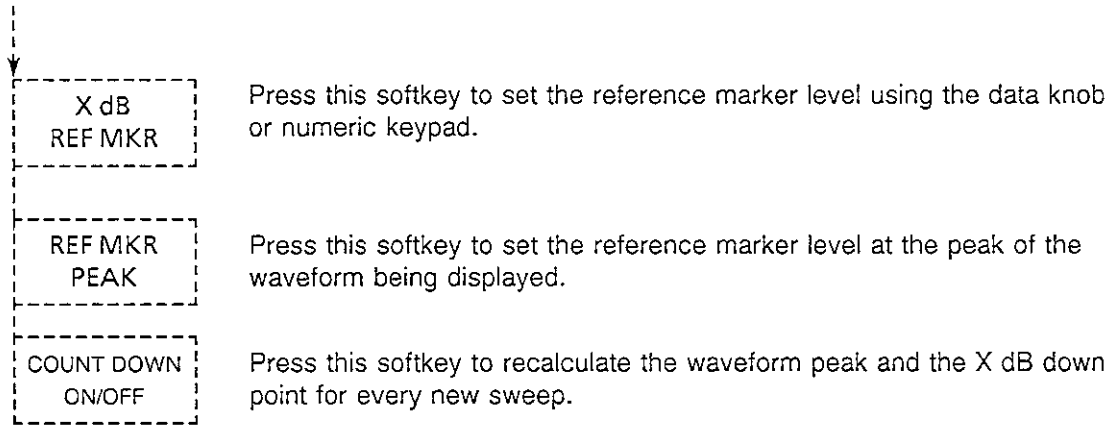 X dB
REF MKR
Press this softkey to set the reference marker level using the data knob
or numeric keypad.
REF MKR
PEAK
Press this softkey to set the reference marker level at the peak of the
waveform being displayed.
COUNT DOWN
ON/OFF
Press this softkey to recalculate the waveform peak and the X dB down
point for every new sweep.